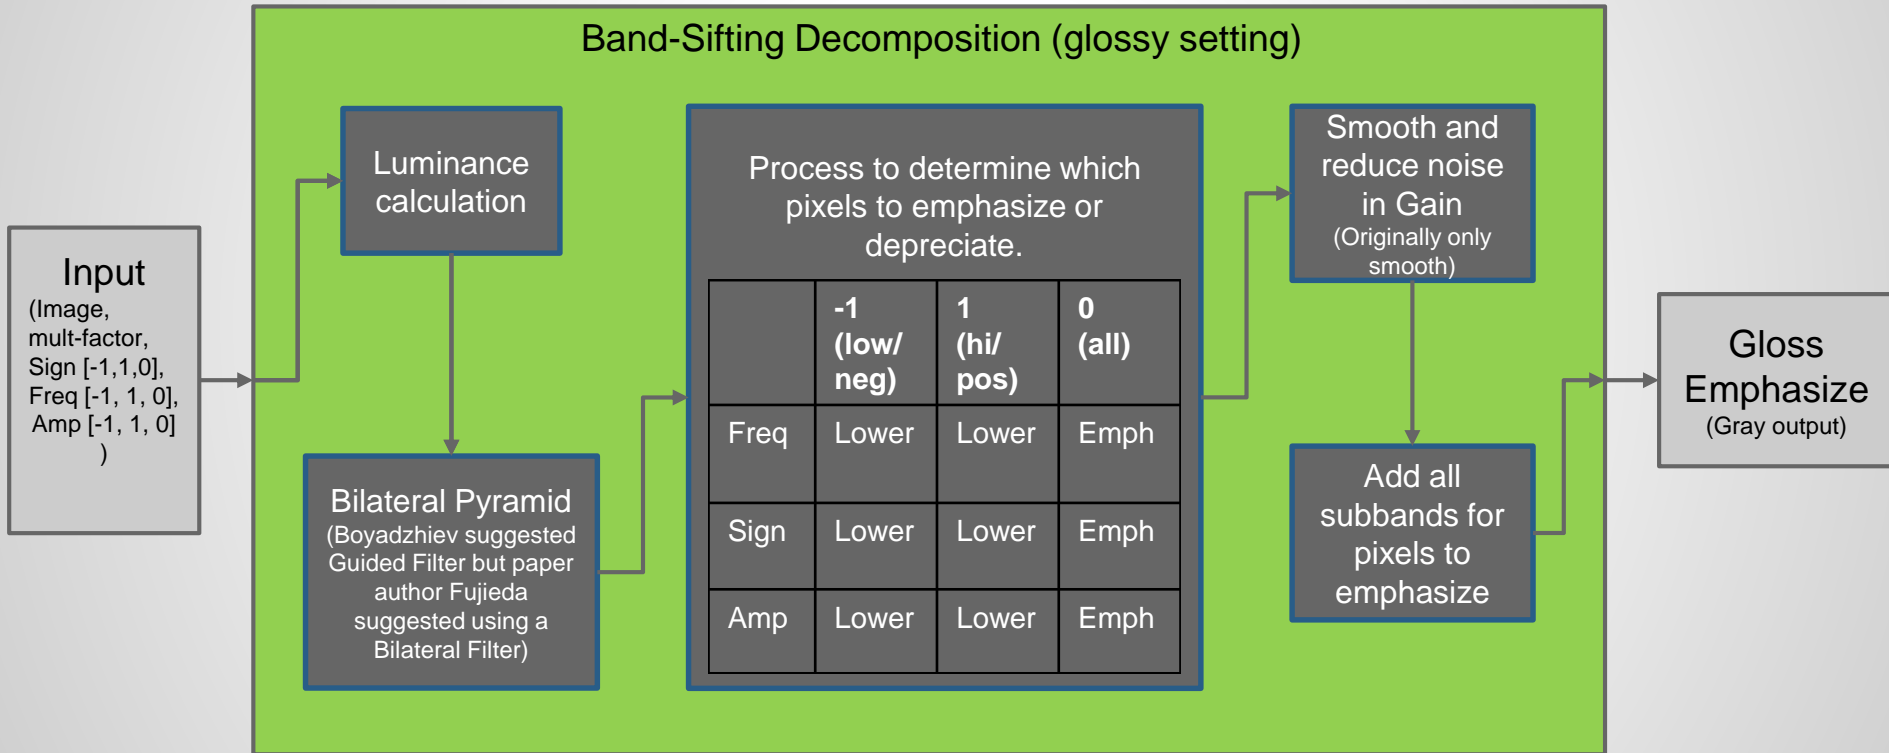 Band-Sifting Decomposition (glossy setting)
Input
(Image,
mult-factor,
Sign [-1,1,0],
Freq [-1, 1, 0],
Amp [-1, 1, 0]
)
Luminance
calculation
Bilateral Pyramid
(Boyadzhiev suggested
Guided Filter but paper
author Fujieda
suggested using a
Bilateral Filter)
Process to determine which
pixels to emphasize or
depreciate.
-1
(low/
neg)
1
(hi/
pos)
0
(all)
Freq Lower Lower Emph
Sign Lower Lower Emph
Amp Lower Lower Emph
Smooth and
reduce noise
in Gain
(Originally only
smooth)
Add all
subbands for
pixels to
emphasize
Gloss
Emphasize
(Gray output)